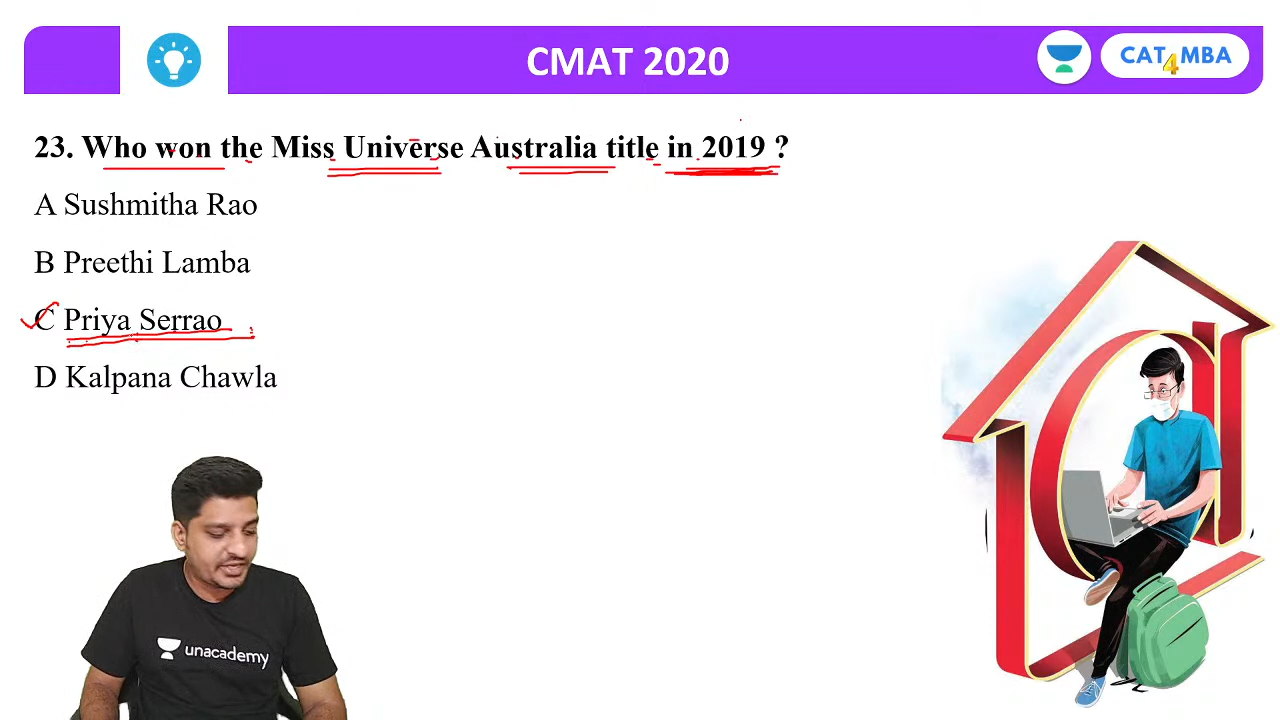 CMAT 2020
CAT4MBA
23. Who won the Miss Universe Australia title in 2019 ?
A Sushmitha Rao
B Preethi Lamba
C Priya Serrao
D Kalpana Chawla
unacademy